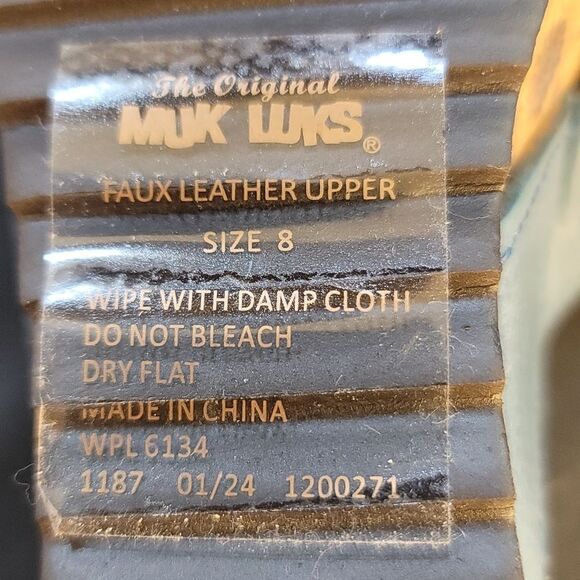 The Original
MUK LUKS®
FAUX LEATHER UPPER
SIZE 8
WIPE WITH DAMP CLOTH
DO NOT BLEACH
DRY FLAT
MADE IN CHINA
WPL 6134
1187 01/24 1200271